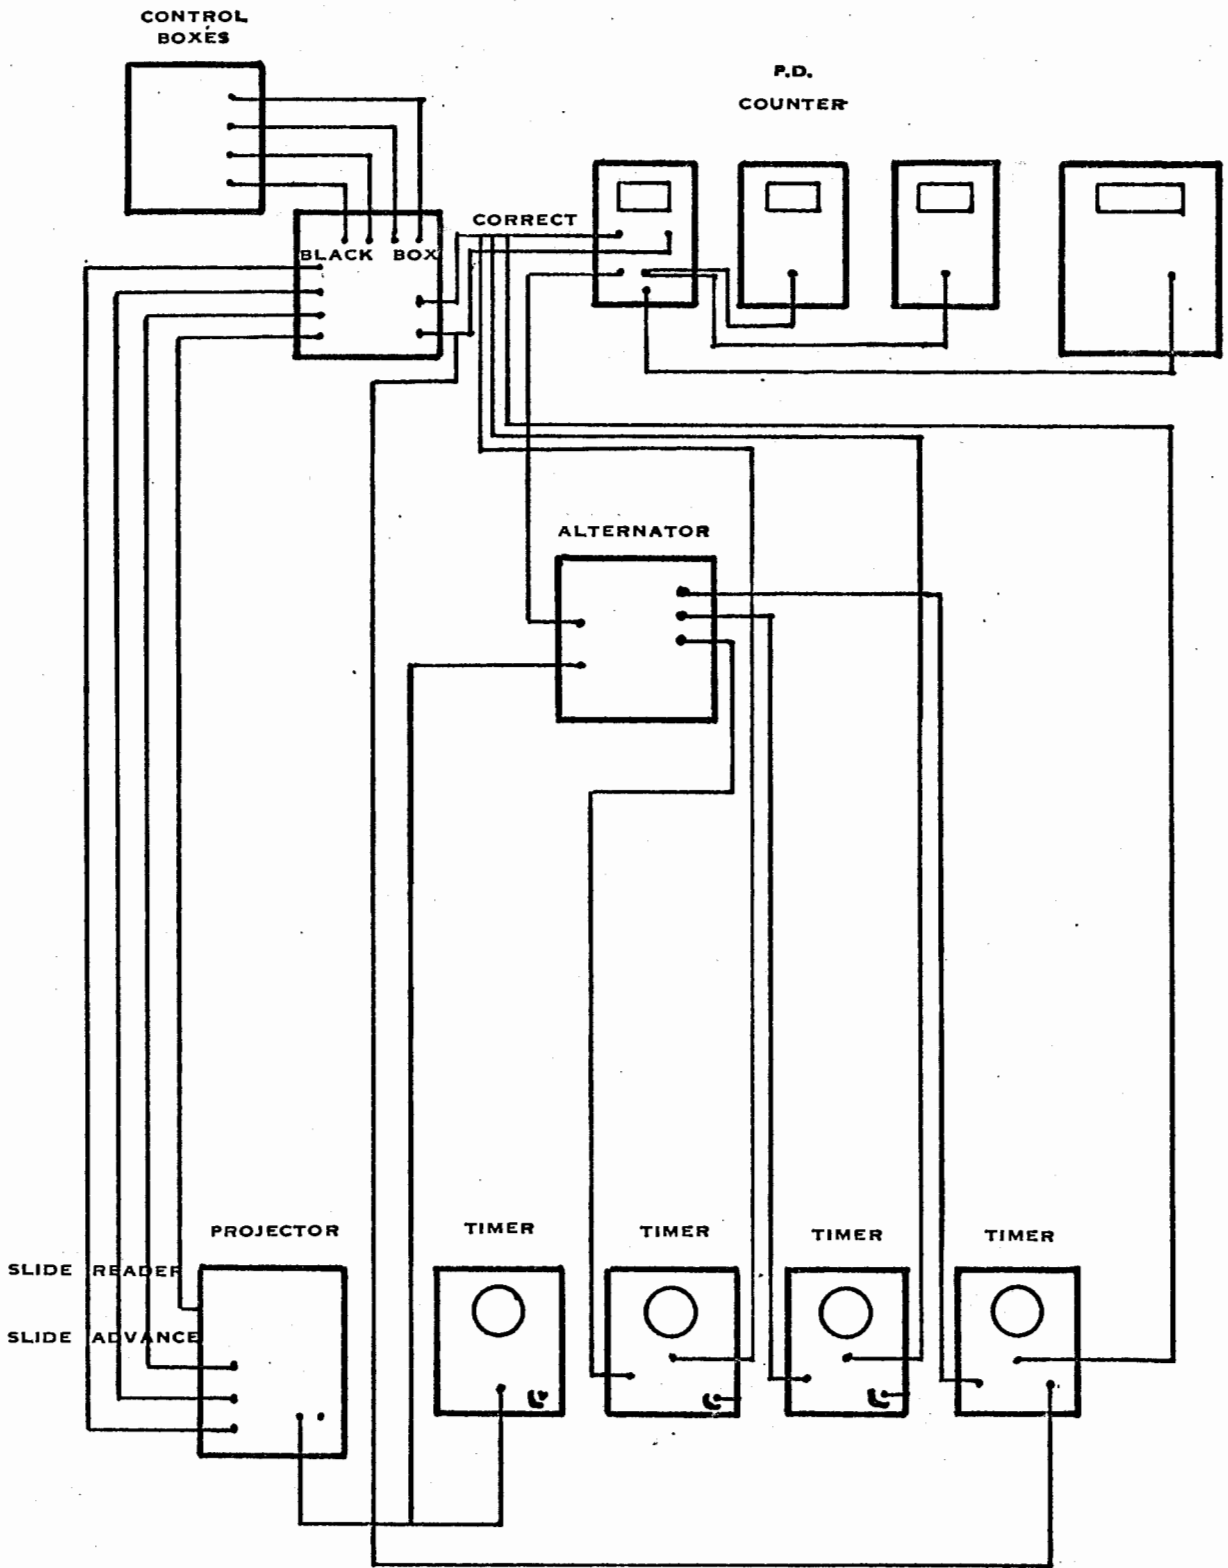 CONTROL
BOXES
P.D.
COUNTER
CORRECT
BLACK BOX
ALTERNATOR
PROJECTOR
TIMER
TIMER
TIMER
TIMER
SLIDE READER
SLIDE ADVANCE